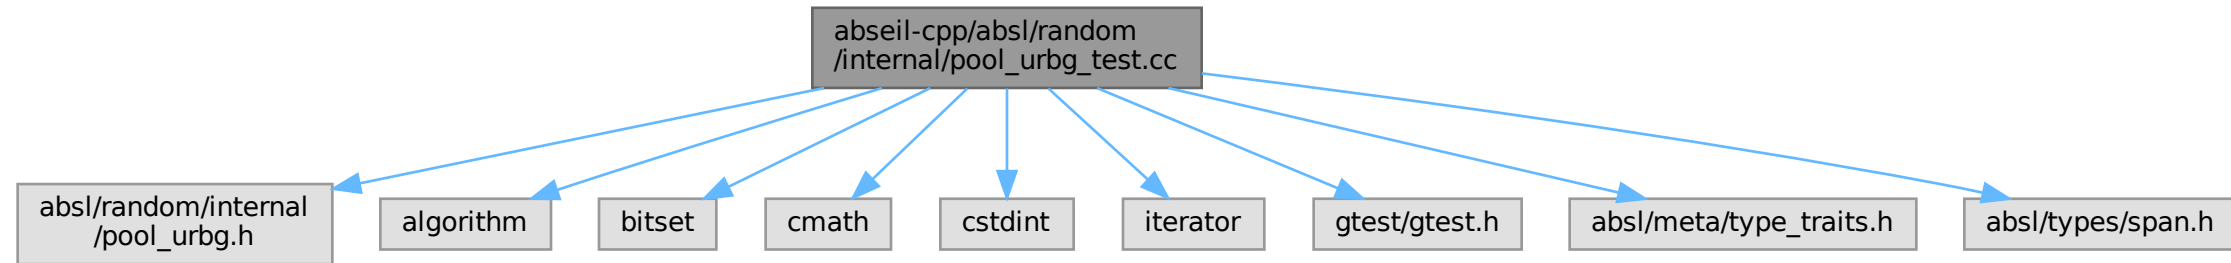 abseil-cpp/absl/random
/internal/pool_urbg_test.cc
absl/random/internal
/pool_urbg.h
algorithm
bitset
cmath
cstdint
iterator
gtest/gtest.h
absl/meta/type_traits.h
absl/types/span.h